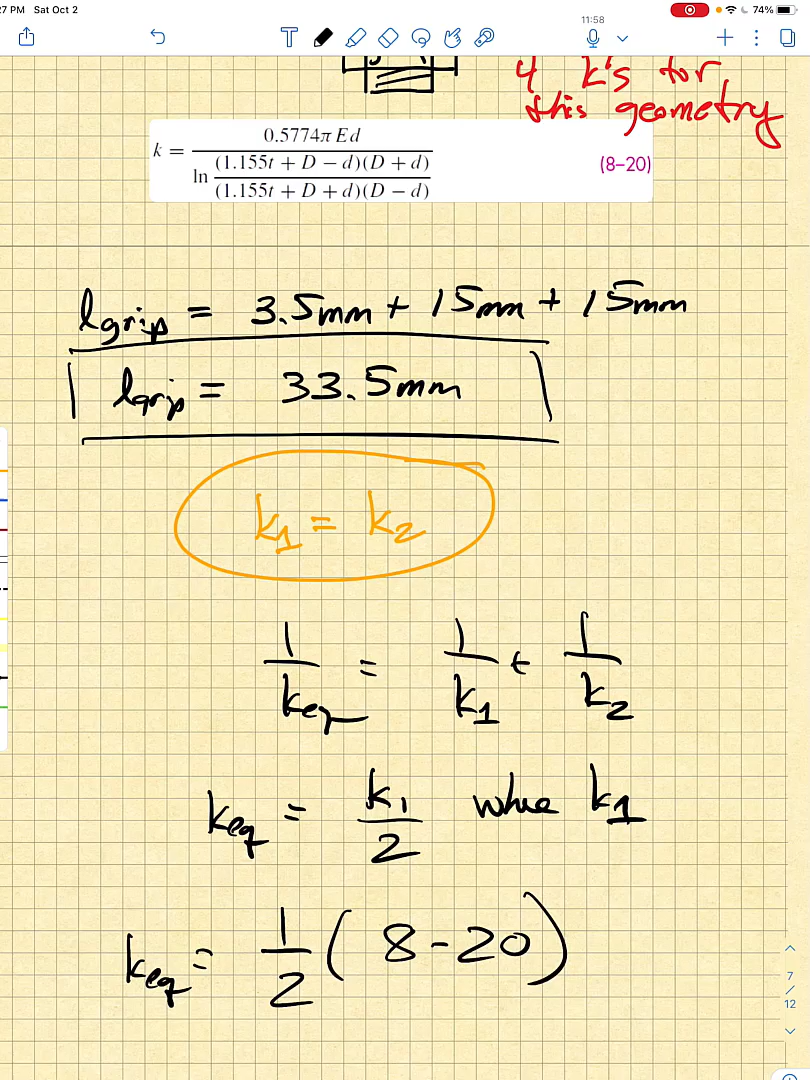 :27 PM Sat Oct 2
74%
11:58
T
4 k's for
this geometry
k = 0.5774π Ed / ln (1.155t + D − d)(D + d) / (1.155t + D + d)(D − d) (8–20)
lgrip = 3.5mm + 15mm + 15mm
lgrip = 33.5mm
k1 = k2
1/keq = 1/k1 + 1/k2
keq = k1/2 whue k1
keq = 1/2 ( 8-20)
7
/
12